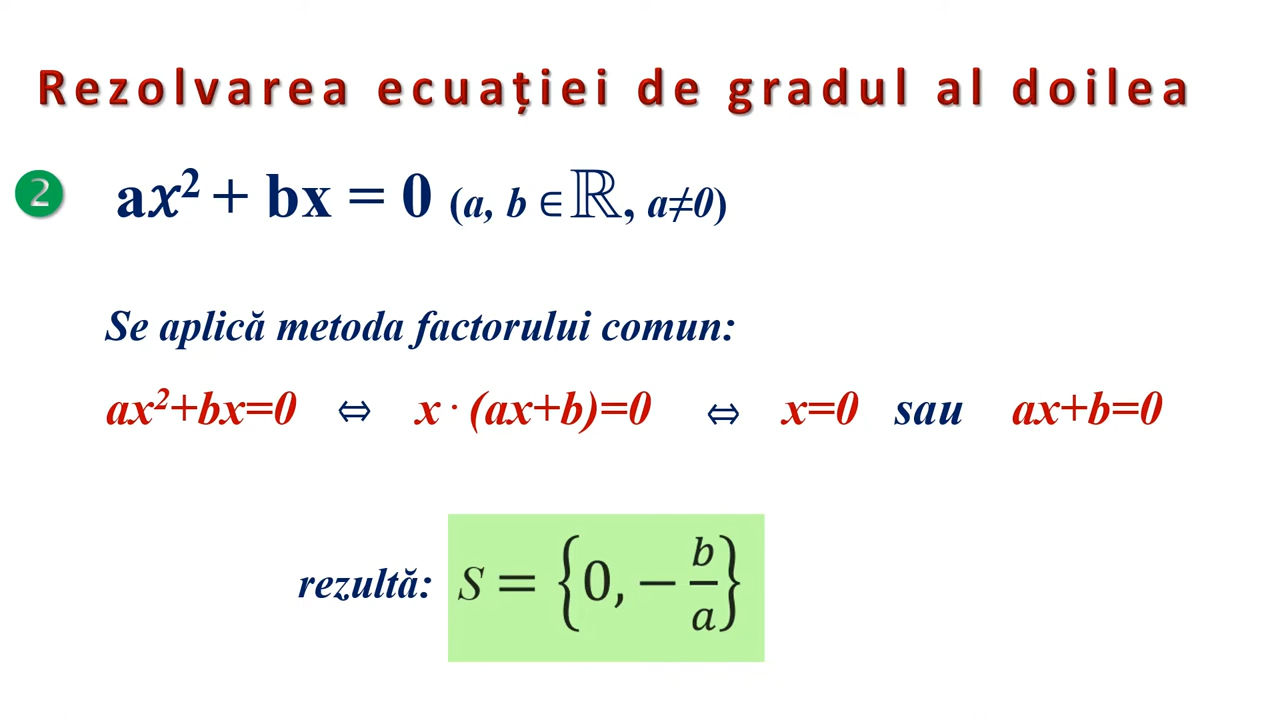 Rezolvarea ecuației de gradul al doilea
2 ax² + bx = 0 (a, b ∈ ℝ, a≠0)
Se aplică metoda factorului comun:
ax²+bx=0 ⇔ x · (ax+b)=0 ⇔ x=0 sau ax+b=0
rezultă: S = {0, − b/a}